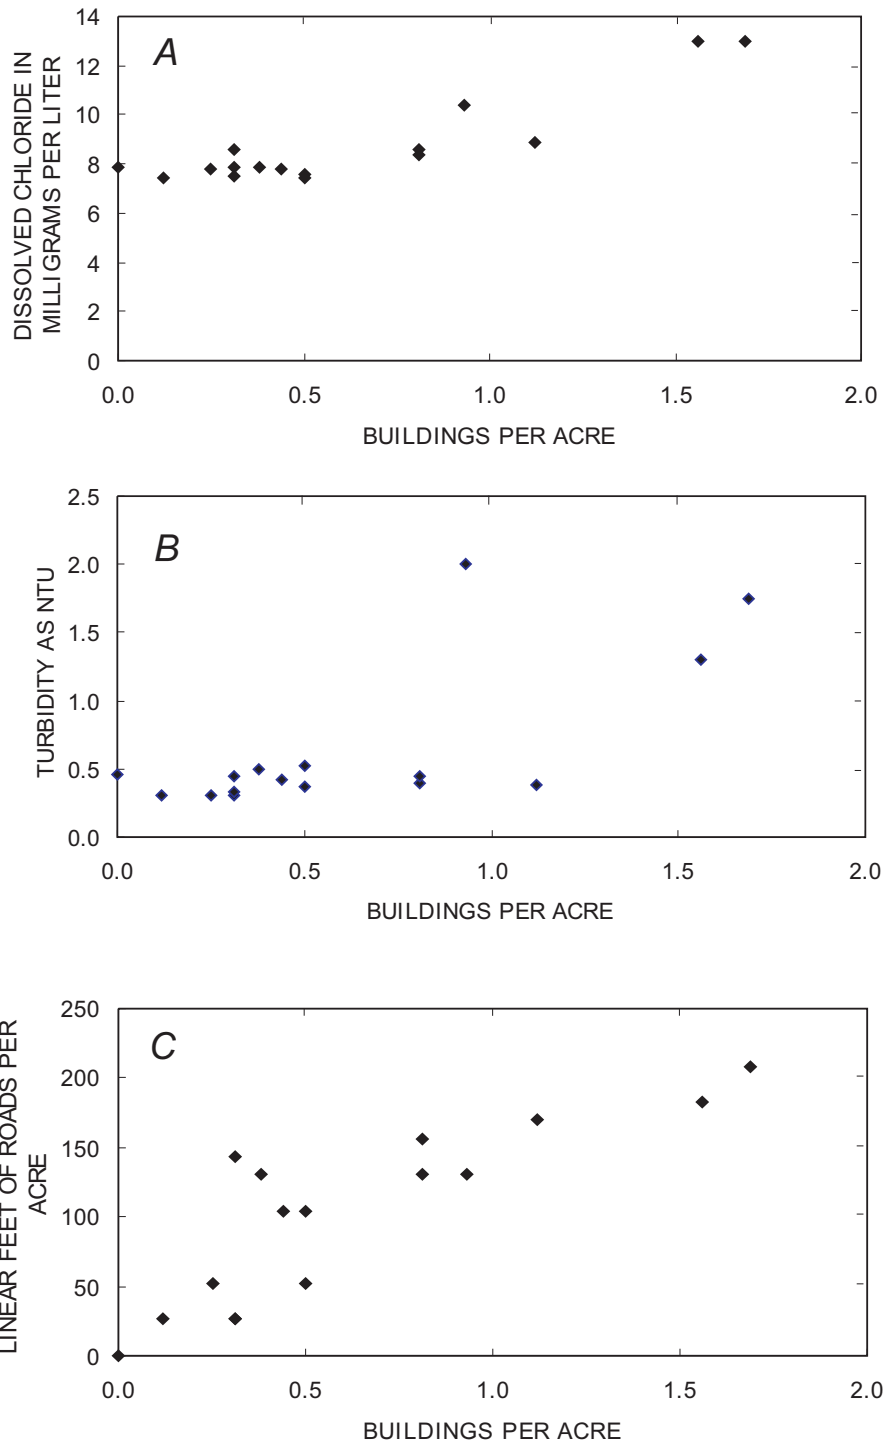 A
DISSOLVED CHLORIDE IN
MILLIGRAMS PER LITER
14
12
10
8
6
4
2
0
0.0 0.5 1.0 1.5 2.0
BUILDINGS PER ACRE
B
TURBIDITY AS NTU
2.5
2.0
1.5
1.0
0.5
0.0
0.0 0.5 1.0 1.5 2.0
BUILDINGS PER ACRE
C
LINEAR FEET OF ROADS PER
ACRE
250
200
150
100
50
0
0.0 0.5 1.0 1.5 2.0
BUILDINGS PER ACRE